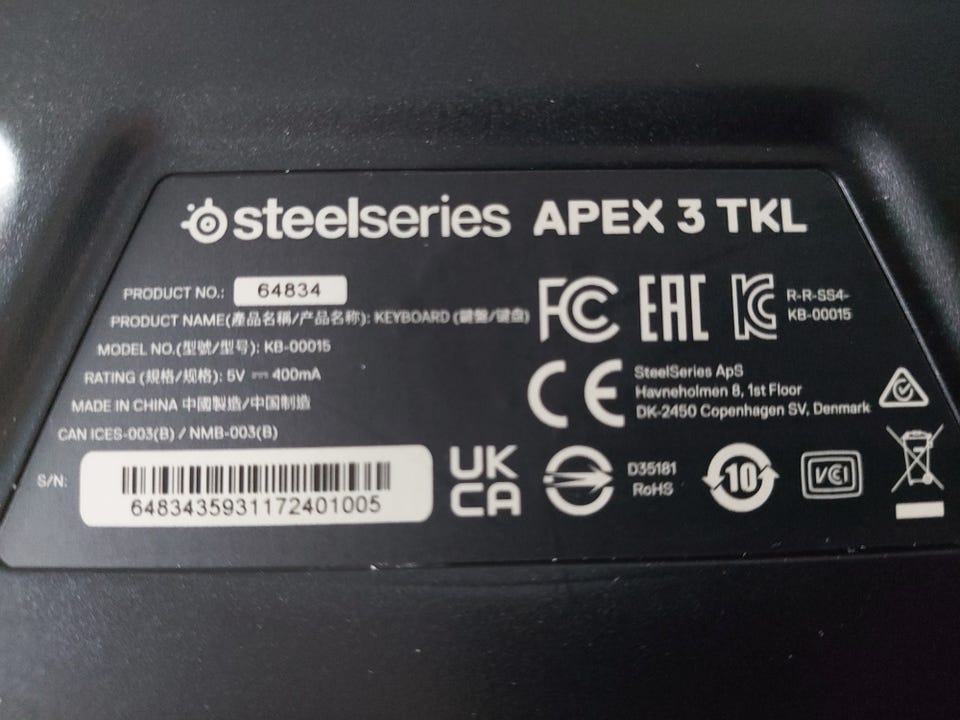 steelseries APEX 3 TKL
PRODUCT NO.: 64834
PRODUCT NAME(產品名稱/产品名称): KEYBOARD (鍵盤/键盘)
MODEL NO.(型號/型号): KB-00015
RATING (規格/规格): 5V ⎓ 400mA
MADE IN CHINA 中國製造/中国制造
CAN ICES-003(B) / NMB-003(B)
S/N:
6483435931172401005
FC EAC KC
R-R-SS4-
KB-00015
CE
SteelSeries ApS
Havneholmen 8, 1st Floor
DK-2450 Copenhagen SV, Denmark
UK
CA
D35181
RoHS
10
VCI